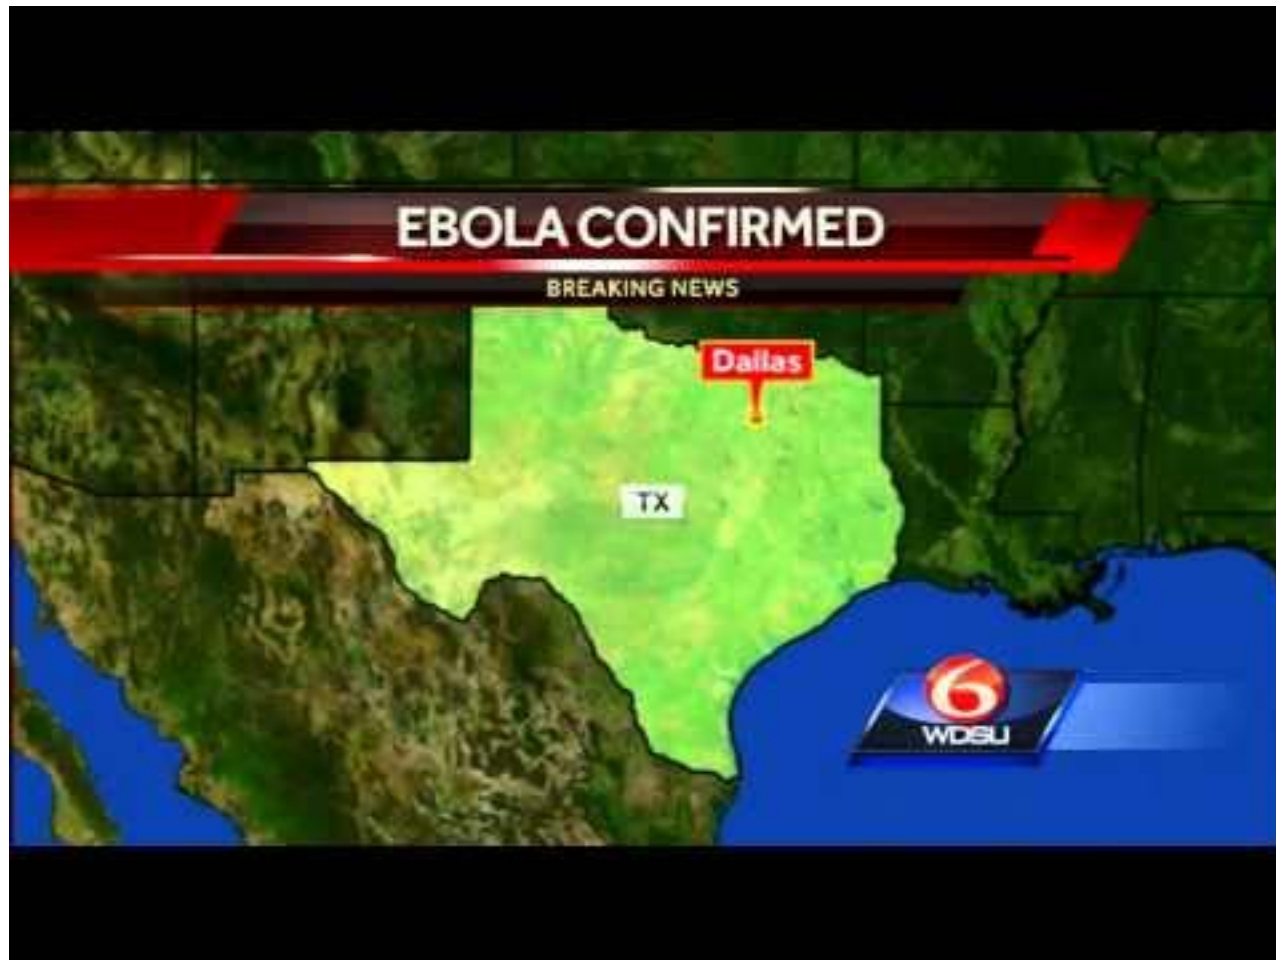 EBOLA CONFIRMED
BREAKING NEWS
Dallas
TX
6
WDSU